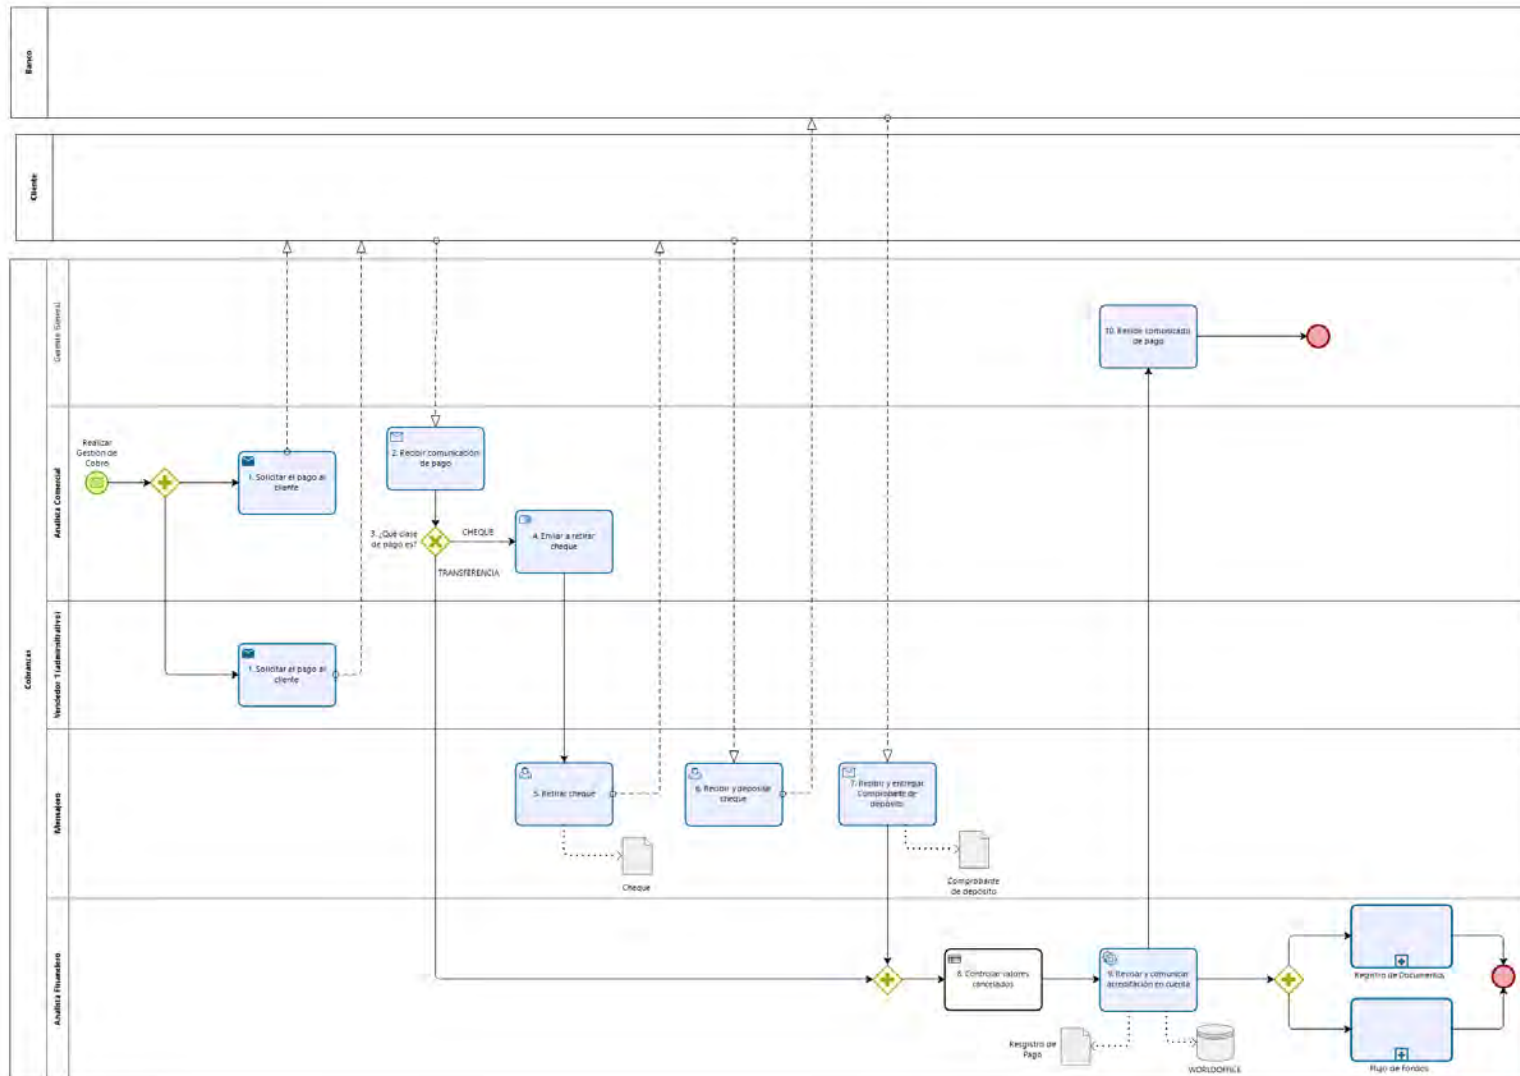 Banco
Cliente
Cobranzas
Gerente General
Analista Comercial
Vendedor 1 (administrativo)
Mensajero
Analista Financiero
Realizar
Gestión de
Cobro
1. Solicitar el pago al
cliente
2. Recibir comunicación
de pago
3. ¿Qué clase
de pago es?
CHEQUE
TRANSFERENCIA
4. Enviar a retirar
cheque
1. Solicitar el pago al
cliente
5. Retirar cheque
Cheque
6. Recibir y depositar
cheque
7. Recibir y entregar
Comprobante de
depósito
Comprobante
de depósito
8. Controlar valores
cancelados
9. Revisar y comunicar
acreditación en cuenta
Resgistro de
Pago
WORLDOFFICE
10. Recibe comunicado
de pago
Registro de Documentos
Flujo de Fondos